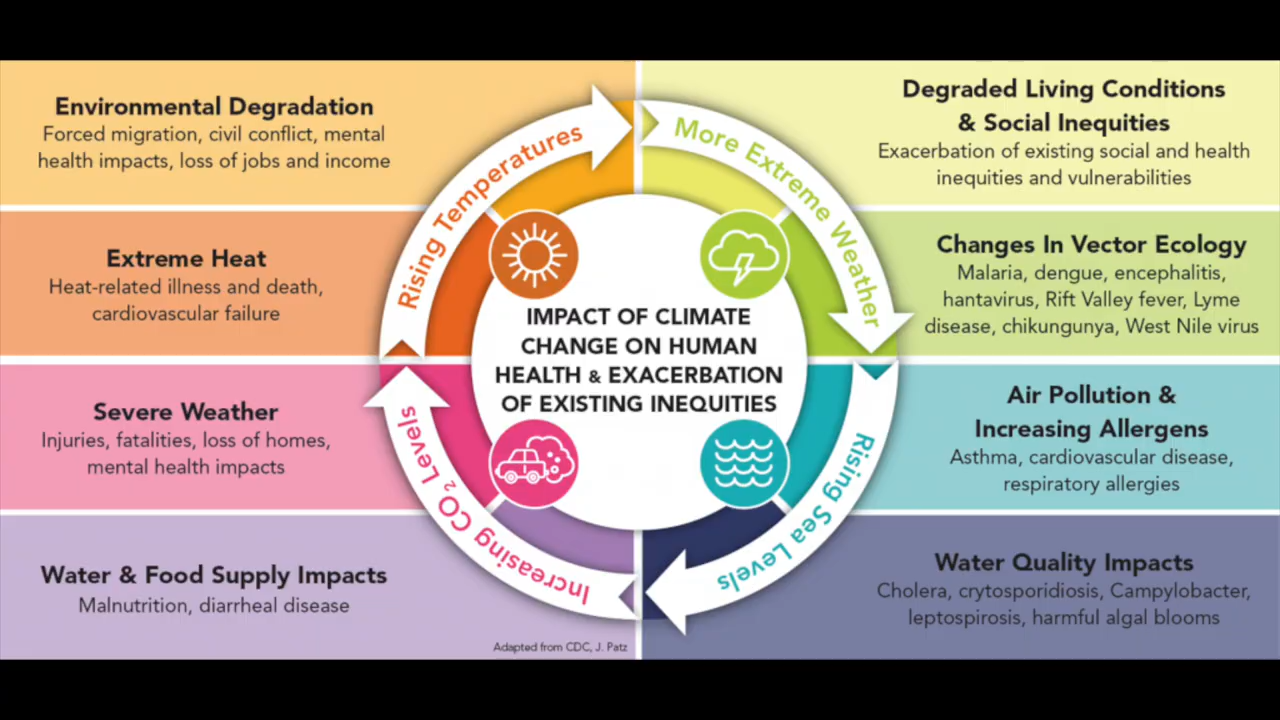 Environmental Degradation
Forced migration, civil conflict, mental
health impacts, loss of jobs and income
Extreme Heat
Heat-related illness and death,
cardiovascular failure
Severe Weather
Injuries, fatalities, loss of homes,
mental health impacts
Water & Food Supply Impacts
Malnutrition, diarrheal disease
Rising Temperatures
More Extreme Weather
Rising Sea Levels
Increasing CO₂ Levels
IMPACT OF CLIMATE
CHANGE ON HUMAN
HEALTH & EXACERBATION
OF EXISTING INEQUITIES
Degraded Living Conditions
& Social Inequities
Exacerbation of existing social and health
inequities and vulnerabilities
Changes In Vector Ecology
Malaria, dengue, encephalitis,
hantavirus, Rift Valley fever, Lyme
disease, chikungunya, West Nile virus
Air Pollution &
Increasing Allergens
Asthma, cardiovascular disease,
respiratory allergies
Water Quality Impacts
Cholera, crytosporidiosis, Campylobacter,
leptospirosis, harmful algal blooms
Adapted from CDC, J. Patz